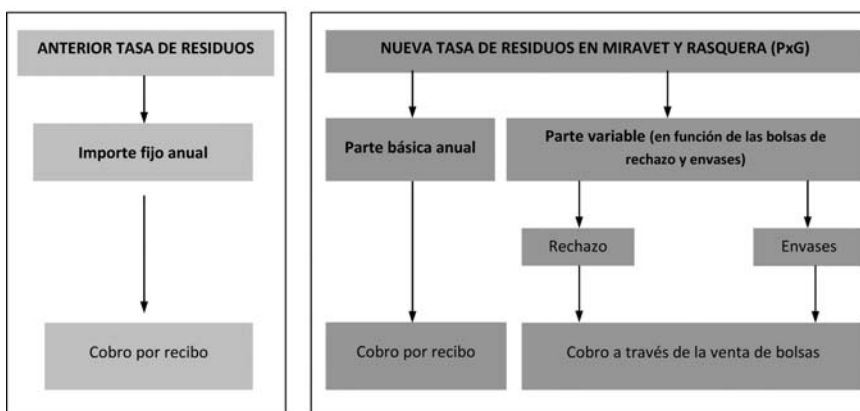 ANTERIOR TASA DE RESIDUOS
Importe fijo anual
Cobro por recibo
NUEVA TASA DE RESIDUOS EN MIRAVET Y RASQUERA (PxG)
Parte básica anual
Parte variable (en función de las bolsas de
rechazo y envases)
Rechazo
Envases
Cobro por recibo
Cobro a través de la venta de bolsas